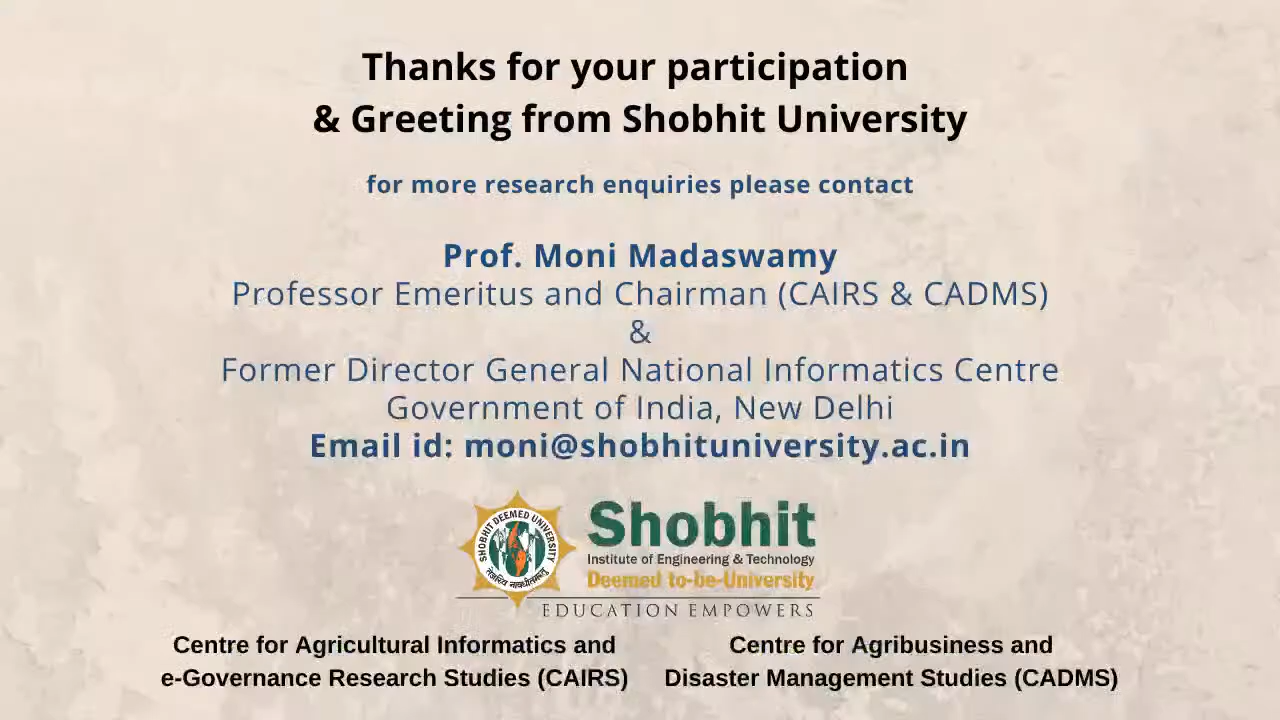 Thanks for your participation
& Greeting from Shobhit University
for more research enquiries please contact
Prof. Moni Madaswamy
Professor Emeritus and Chairman (CAIRS & CADMS)
&
Former Director General National Informatics Centre
Government of India, New Delhi
Email id: moni@shobhituniversity.ac.in
SHOBHIT DEEMED UNIVERSITY
Shobhit
Institute of Engineering & Technology
Deemed to-be-University
EDUCATION EMPOWERS
Centre for Agricultural Informatics and
e-Governance Research Studies (CAIRS)
Centre for Agribusiness and
Disaster Management Studies (CADMS)